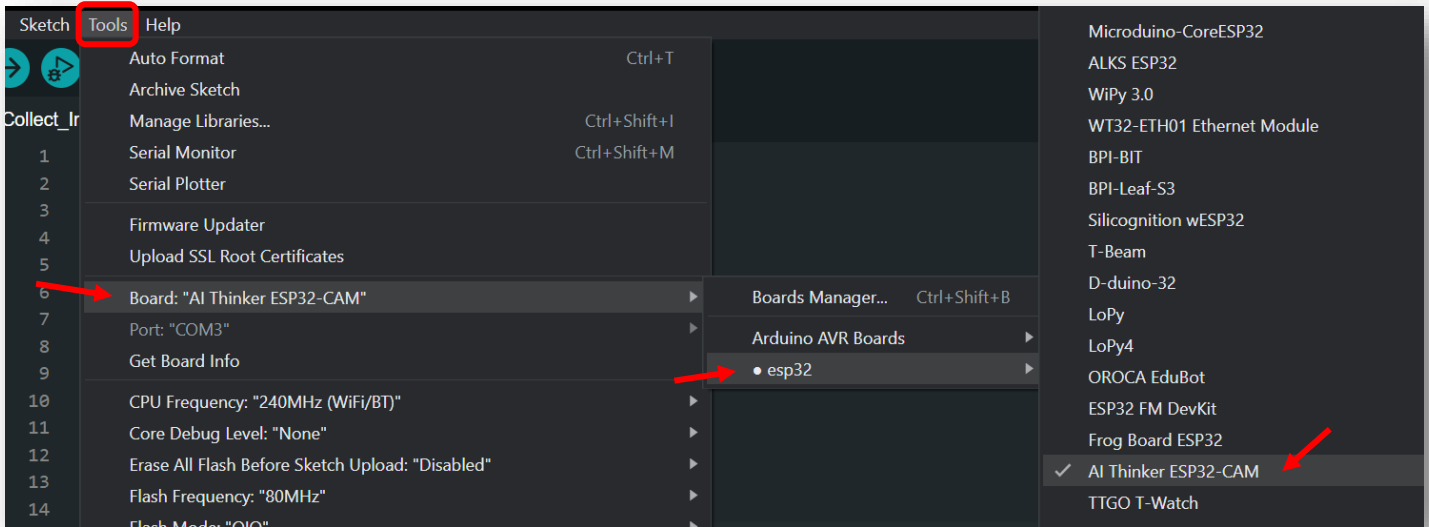 Sketch Tools Help
Auto Format Ctrl+T
Archive Sketch
Manage Libraries... Ctrl+Shift+I
Serial Monitor Ctrl+Shift+M
Serial Plotter
Firmware Updater
Upload SSL Root Certificates
Board: "AI Thinker ESP32-CAM"
Port: "COM3"
Get Board Info
CPU Frequency: "240MHz (WiFi/BT)"
Core Debug Level: "None"
Erase All Flash Before Sketch Upload: "Disabled"
Flash Frequency: "80MHz"
Flash Mode: "QIO"
Collect_Ir
1
2
3
4
5
6
7
8
9
10
11
12
13
14
Boards Manager... Ctrl+Shift+B
Arduino AVR Boards
● esp32
Microduino-CoreESP32
ALKS ESP32
WiPy 3.0
WT32-ETH01 Ethernet Module
BPI-BIT
BPI-Leaf-S3
Silicognition wESP32
T-Beam
D-duino-32
LoPy
LoPy4
OROCA EduBot
ESP32 FM DevKit
Frog Board ESP32
✓ AI Thinker ESP32-CAM
TTGO T-Watch